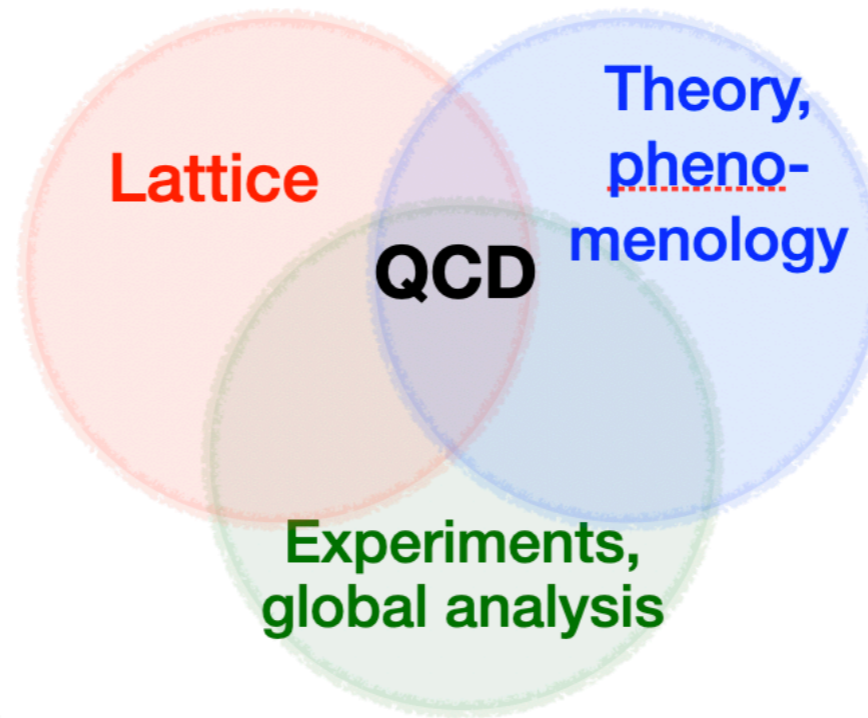 Lattice
Theory,
pheno-
menology
QCD
Experiments,
global analysis